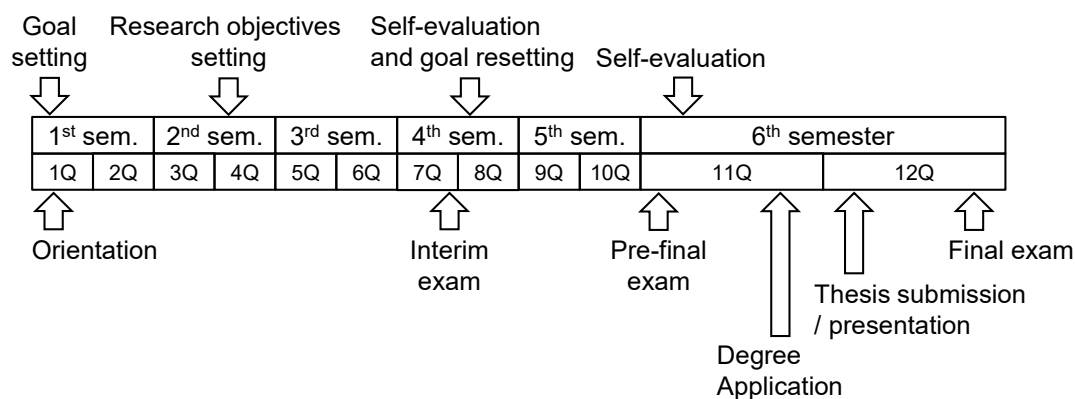 Goal
setting
Research objectives
setting
Self-evaluation
and goal resetting
Self-evaluation
1st sem.
2nd sem.
3rd sem.
4th sem.
5th sem.
6th semester
1Q
2Q
3Q
4Q
5Q
6Q
7Q
8Q
9Q
10Q
11Q
12Q
Orientation
Interim
exam
Pre-final
exam
Final exam
Thesis submission
/ presentation
Degree
Application